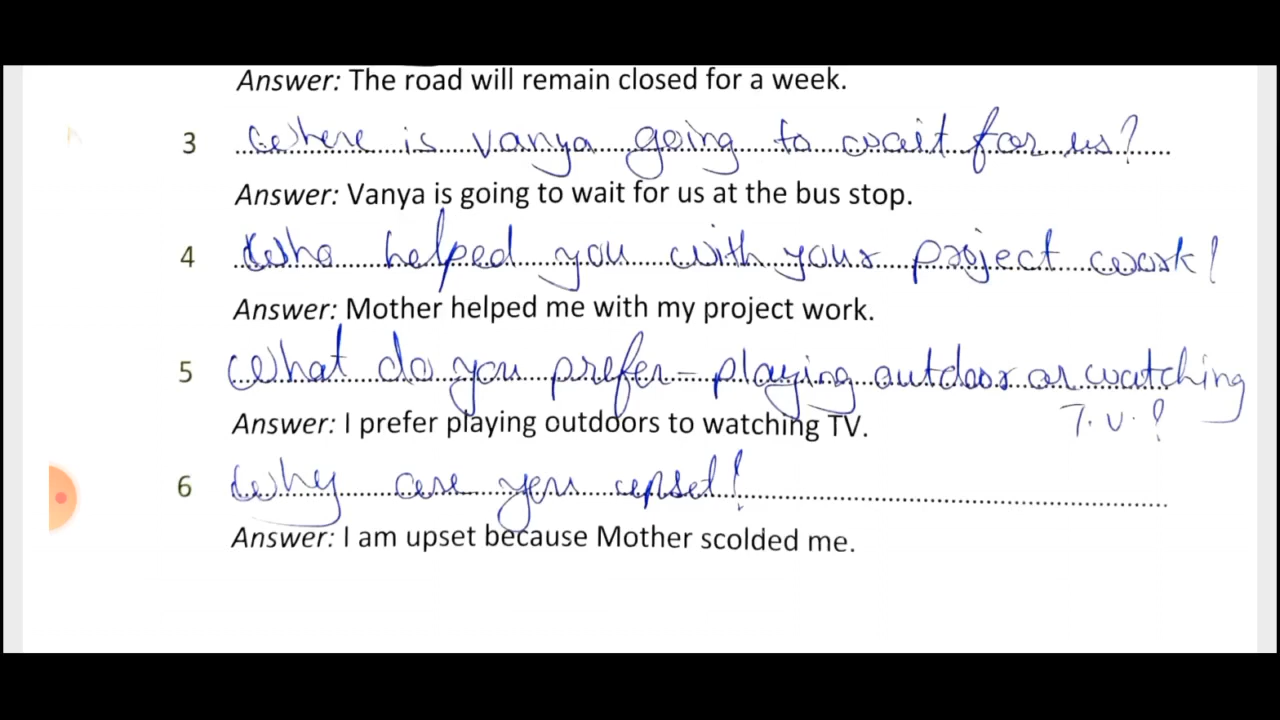 Answer: The road will remain closed for a week.
3 Where is Vanya going to wait for us?
Answer: Vanya is going to wait for us at the bus stop.
4 Who helped you with your project work?
Answer: Mother helped me with my project work.
5 What do you prefer - playing outdoor or watching
T.V.?
Answer: I prefer playing outdoors to watching TV.
6 Why are you upset?
Answer: I am upset because Mother scolded me.